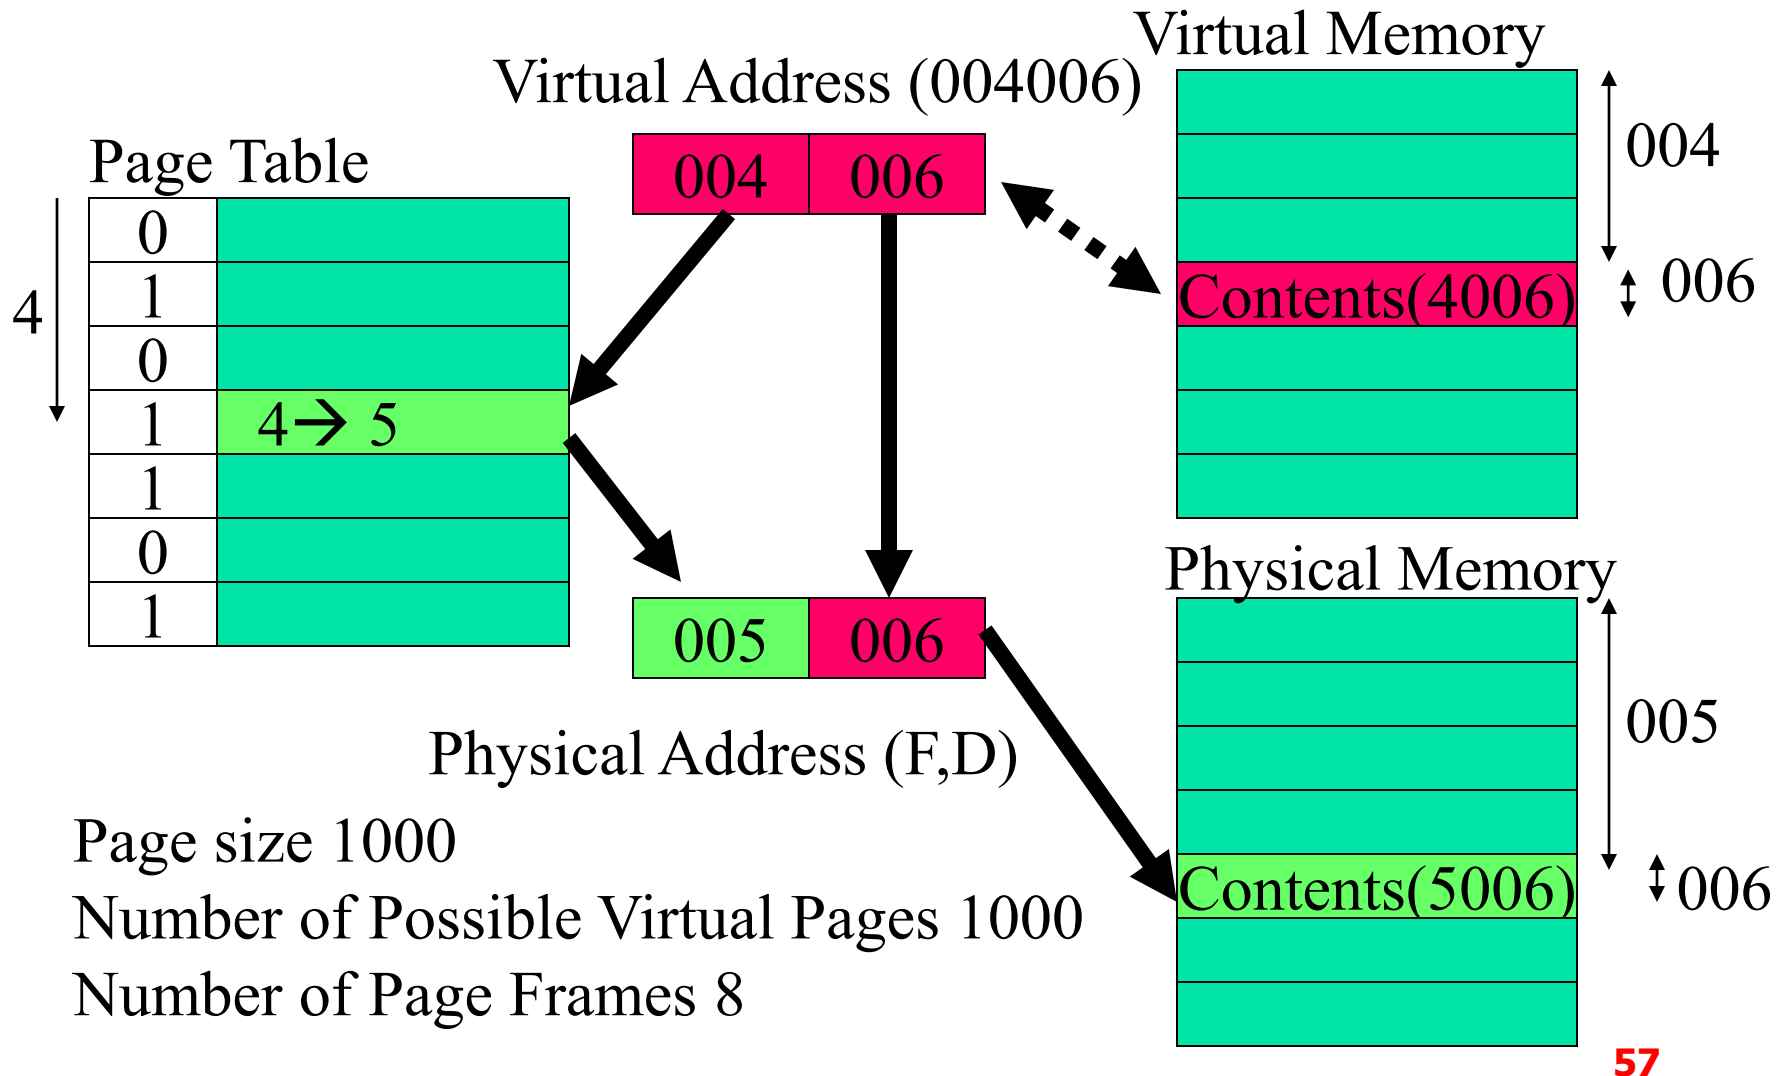 Virtual Memory
Virtual Address (004006)
004
006
004
006
Page Table
4
0
1
0
1
4→ 5
1
0
1
Contents(4006)
005
006
Physical Address (F,D)
Physical Memory
005
Contents(5006)
006
Page size 1000
Number of Possible Virtual Pages 1000
Number of Page Frames 8
57